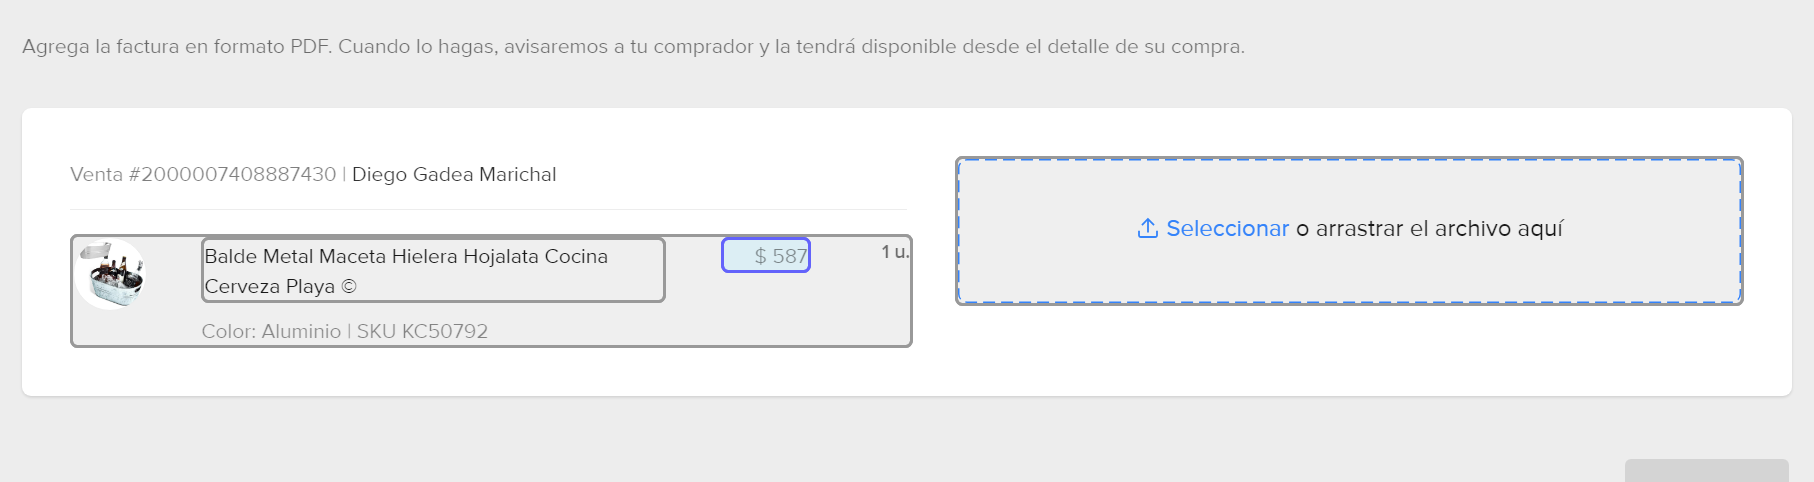 Agrega la factura en formato PDF. Cuando lo hagas, avisaremos a tu comprador y la tendrá disponible desde el detalle de su compra.
Venta #2000007408887430 | Diego Gadea Marichal
Balde Metal Maceta Hielera Hojalata Cocina
Cerveza Playa ©
$ 587
1 u.
Color: Aluminio | SKU KC50792
Seleccionar o arrastrar el archivo aquí